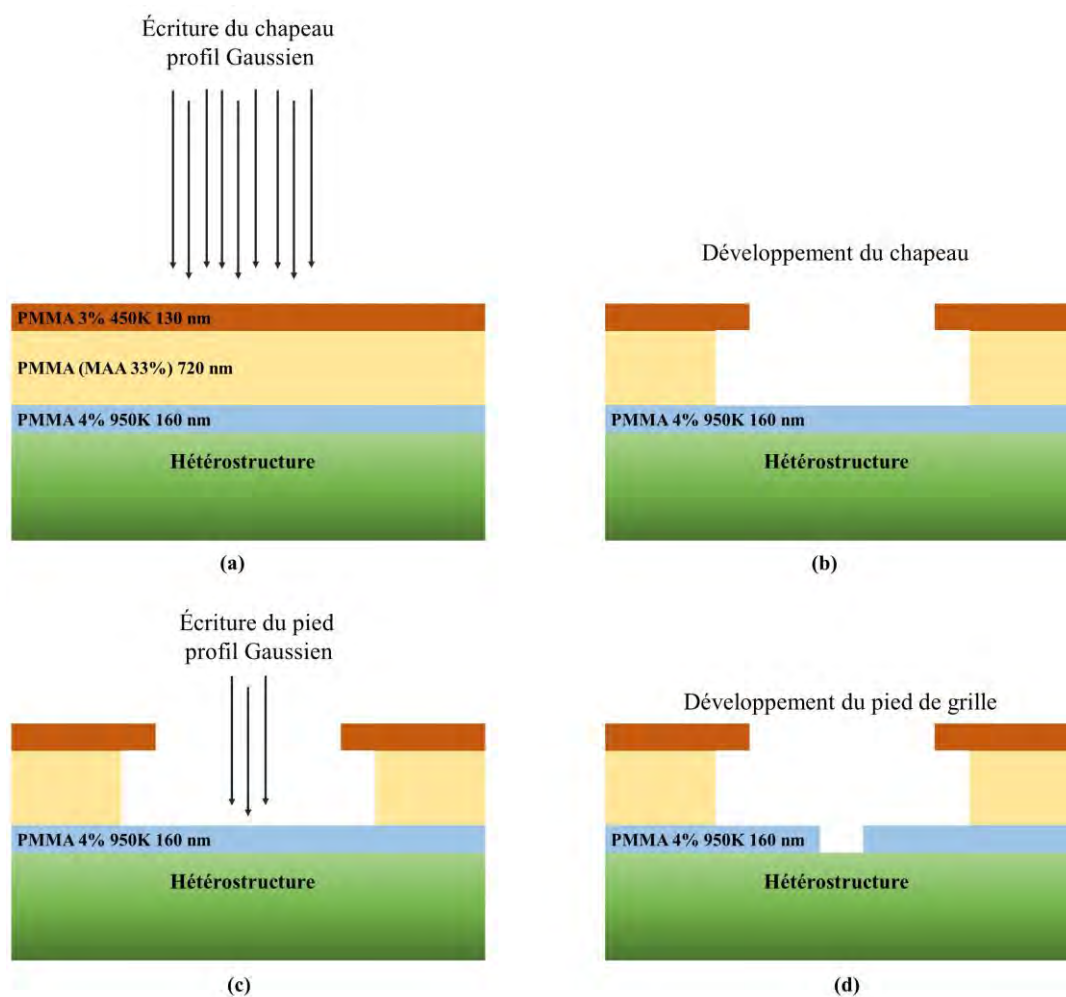 Écriture du chapeau
profil Gaussien
PMMA 3% 450K 130 nm
PMMA (MAA 33%) 720 nm
PMMA 4% 950K 160 nm
Hétérostructure
(a)
Développement du chapeau
PMMA 4% 950K 160 nm
Hétérostructure
(b)
Écriture du pied
profil Gaussien
PMMA 4% 950K 160 nm
Hétérostructure
(c)
Développement du pied de grille
PMMA 4% 950K 160 nm
Hétérostructure
(d)